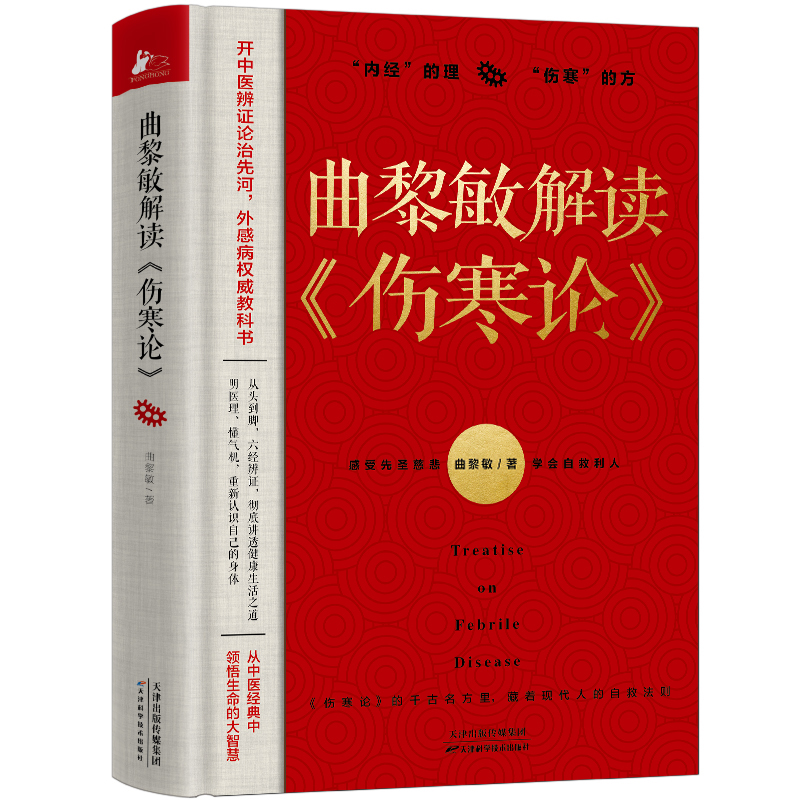 FONGHONG
曲黎敏解读《伤寒论》
曲黎敏/著
天津出版传媒集团
天津科学技术出版社
开中医辨证论治先河，外感病权威教科书
从头到脚，六经辨证，彻底讲透健康生活之道
明医理、懂气机，重新认识自己的身体
从中医经典中
领悟生命的大智慧
“内经”的理 “伤寒”的方
曲黎敏解读
《伤寒论》
感受先圣慈悲 曲黎敏/著 学会自救利人
Treatise
on
Febrile
Disease
《伤寒论》的千古名方里，藏着现代人的自救法则
天津出版传媒集团
天津科学技术出版社